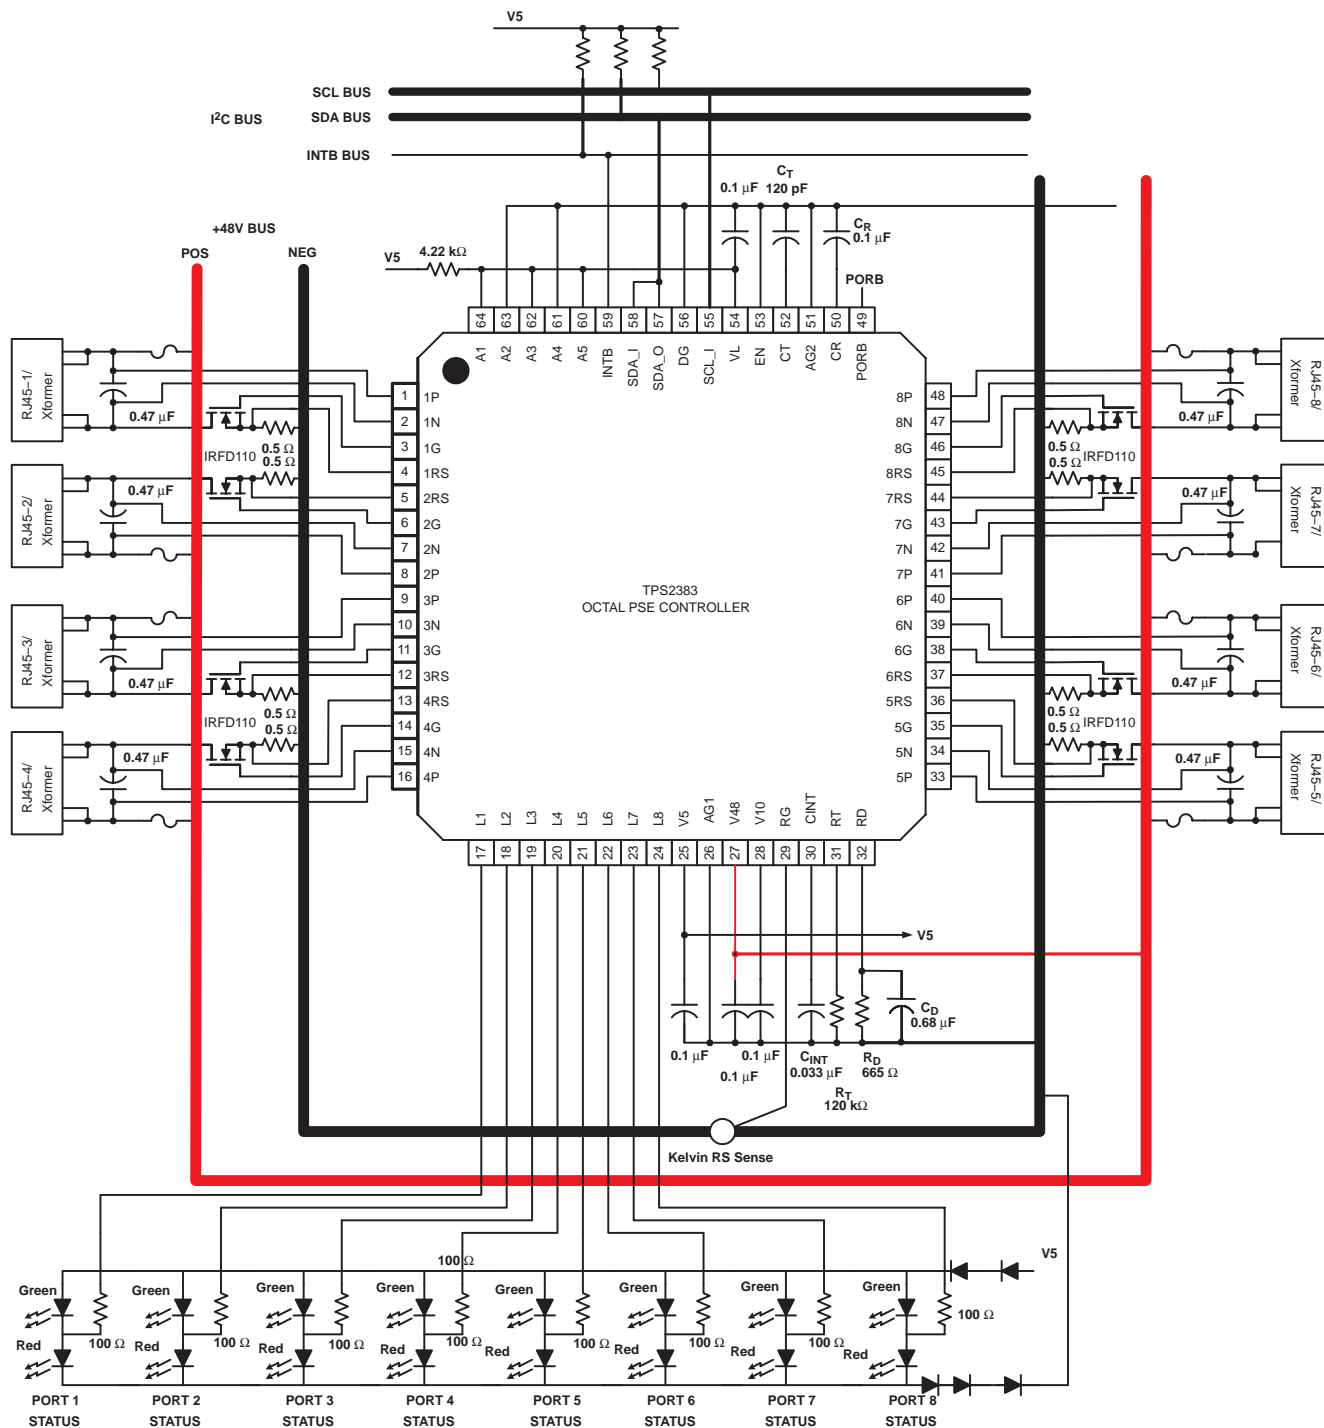 V5
SCL BUS
I2C BUS
SDA BUS
INTB BUS
CT
0.1 µF
120 pF
CR
0.1 µF
+48V BUS
POS
NEG
V5
4.22 kΩ
PORB
64
63
62
61
60
59
58
57
56
55
54
53
52
51
50
49
A1
A2
A3
A4
A5
INTB
SDA_I
SDA_O
DG
SCL_I
VL
EN
CT
AG2
CR
PORB
RJ45–1/
Xformer
0.47 µF
0.5 Ω
0.5 Ω
IRFD110
RJ45–2/
Xformer
0.47 µF
RJ45–3/
Xformer
0.47 µF
0.5 Ω
0.5 Ω
IRFD110
RJ45–4/
Xformer
0.47 µF
1 1P
2 1N
3 1G
4 1RS
5 2RS
6 2G
7 2N
8 2P
9 3P
10 3N
11 3G
12 3RS
13 4RS
14 4G
15 4N
16 4P
TPS2383
OCTAL PSE CONTROLLER
8P 48
8N 47
8G 46
8RS 45
7RS 44
7G 43
7N 42
7P 41
6P 40
6N 39
6G 38
6RS 37
5RS 36
5G 35
5N 34
5P 33
RJ45–8/
Xformer
0.47 µF
0.5 Ω
0.5 Ω
IRFD110
RJ45–7/
Xformer
0.47 µF
RJ45–6/
Xformer
0.47 µF
0.5 Ω
0.5 Ω
IRFD110
RJ45–5/
Xformer
0.47 µF
L1
L2
L3
L4
L5
L6
L7
L8
V5
AG1
V48
V10
RG
CINT
RT
RD
17
18
19
20
21
22
23
24
25
26
27
28
29
30
31
32
V5
CD
0.68 µF
0.1 µF
0.1 µF
0.1 µF
CINT
0.033 µF
RD
665 Ω
RT
120 kΩ
Kelvin RS Sense
V5
100 Ω
Green
Green
Green
Green
Green
Green
Green
Green
100 Ω
Red
100 Ω
Red
100 Ω
Red
100 Ω
Red
100 Ω
Red
100 Ω
Red
100 Ω
Red
100 Ω
Red
PORT 1
STATUS
PORT 2
STATUS
PORT 3
STATUS
PORT 4
STATUS
PORT 5
STATUS
PORT 6
STATUS
PORT 7
STATUS
PORT 8
STATUS